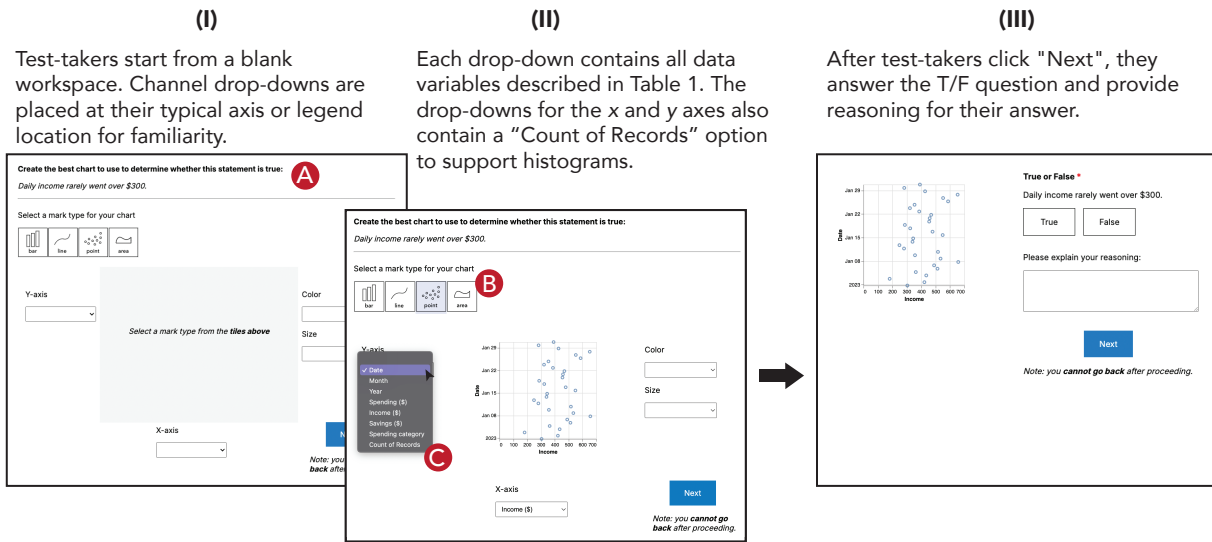 (I)
Test-takers start from a blank
workspace. Channel drop-downs are
placed at their typical axis or legend
location for familiarity.
(II)
Each drop-down contains all data
variables described in Table 1. The
drop-downs for the x and y axes also
contain a “Count of Records” option
to support histograms.
(III)
After test-takers click "Next", they
answer the T/F question and provide
reasoning for their answer.
Create the best chart to use to determine whether this statement is true:
A
Daily income rarely went over $300.
Select a mark type for your chart
bar line point area
Y-axis
Select a mark type from the tiles above
Color
Size
X-axis
N
Note: you
back after
Create the best chart to use to determine whether this statement is true:
Daily income rarely went over $300.
Select a mark type for your chart
B
bar line point area
Y-axis
✓ Date
Month
Year
Spending ($)
Income ($)
Savings ($)
Spending category
Count of Records
C
Jan 29
Jan 22
Jan 15
Jan 08
2023
Date
0 100 200 300 400 500 600 700
Income
Color
Size
X-axis
Income ($)
Next
Note: you cannot go
back after proceeding.
Jan 29
Jan 22
Jan 15
Jan 08
2023
Date
0 100 200 300 400 500 600 700
Income
True or False *
Daily income rarely went over $300.
True False
Please explain your reasoning:
Next
Note: you cannot go back after proceeding.